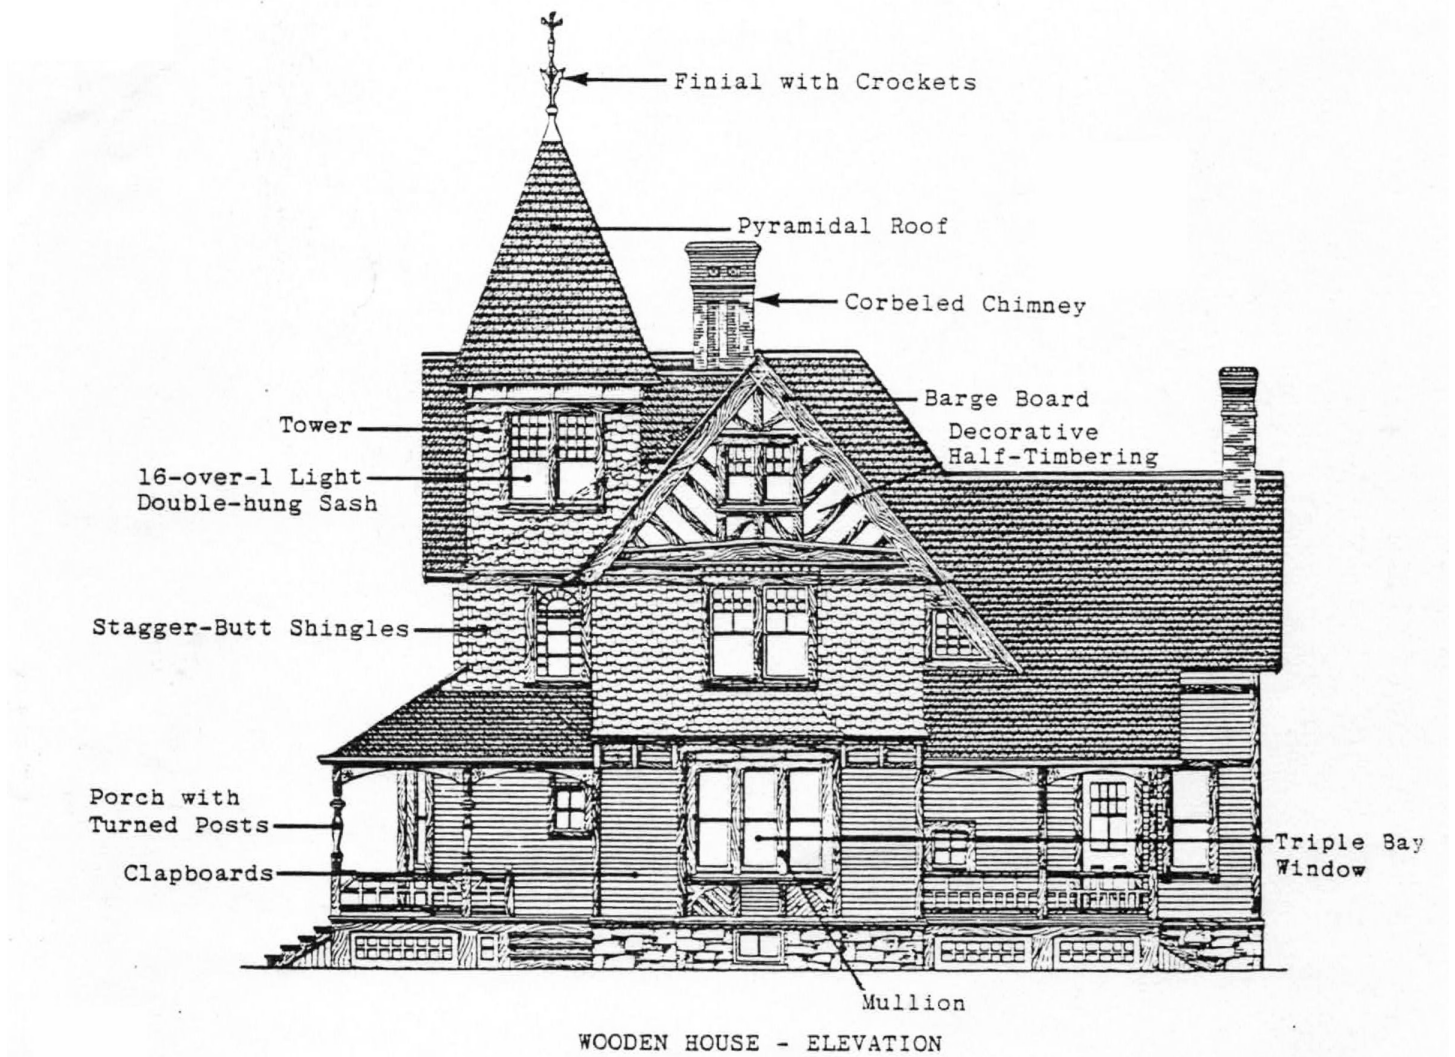 Finial with Crockets
Pyramidal Roof
Corbeled Chimney
Barge Board
Decorative
Half-Timbering
Tower
16-over-1 Light
Double-hung Sash
Stagger-Butt Shingles
Porch with
Turned Posts
Clapboards
Triple Bay
Window
Mullion
WOODEN HOUSE - ELEVATION